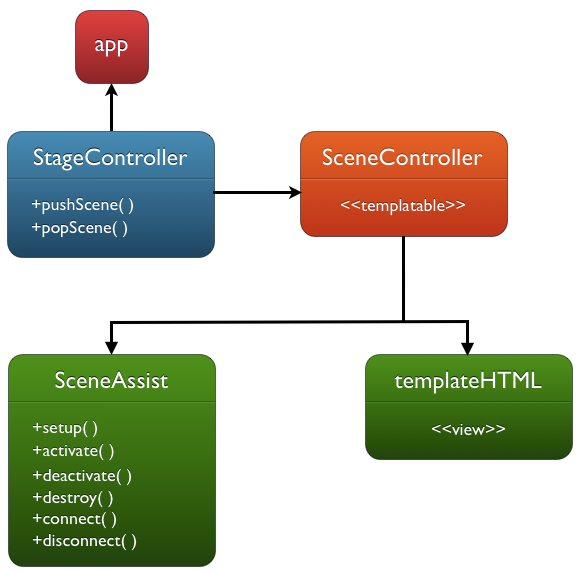 app
StageController
+pushScene( )
+popScene( )
SceneController
<<templatable>>
SceneAssist
+setup( )
+activate( )
+deactivate( )
+destroy( )
+connect( )
+disconnect( )
templateHTML
<<view>>